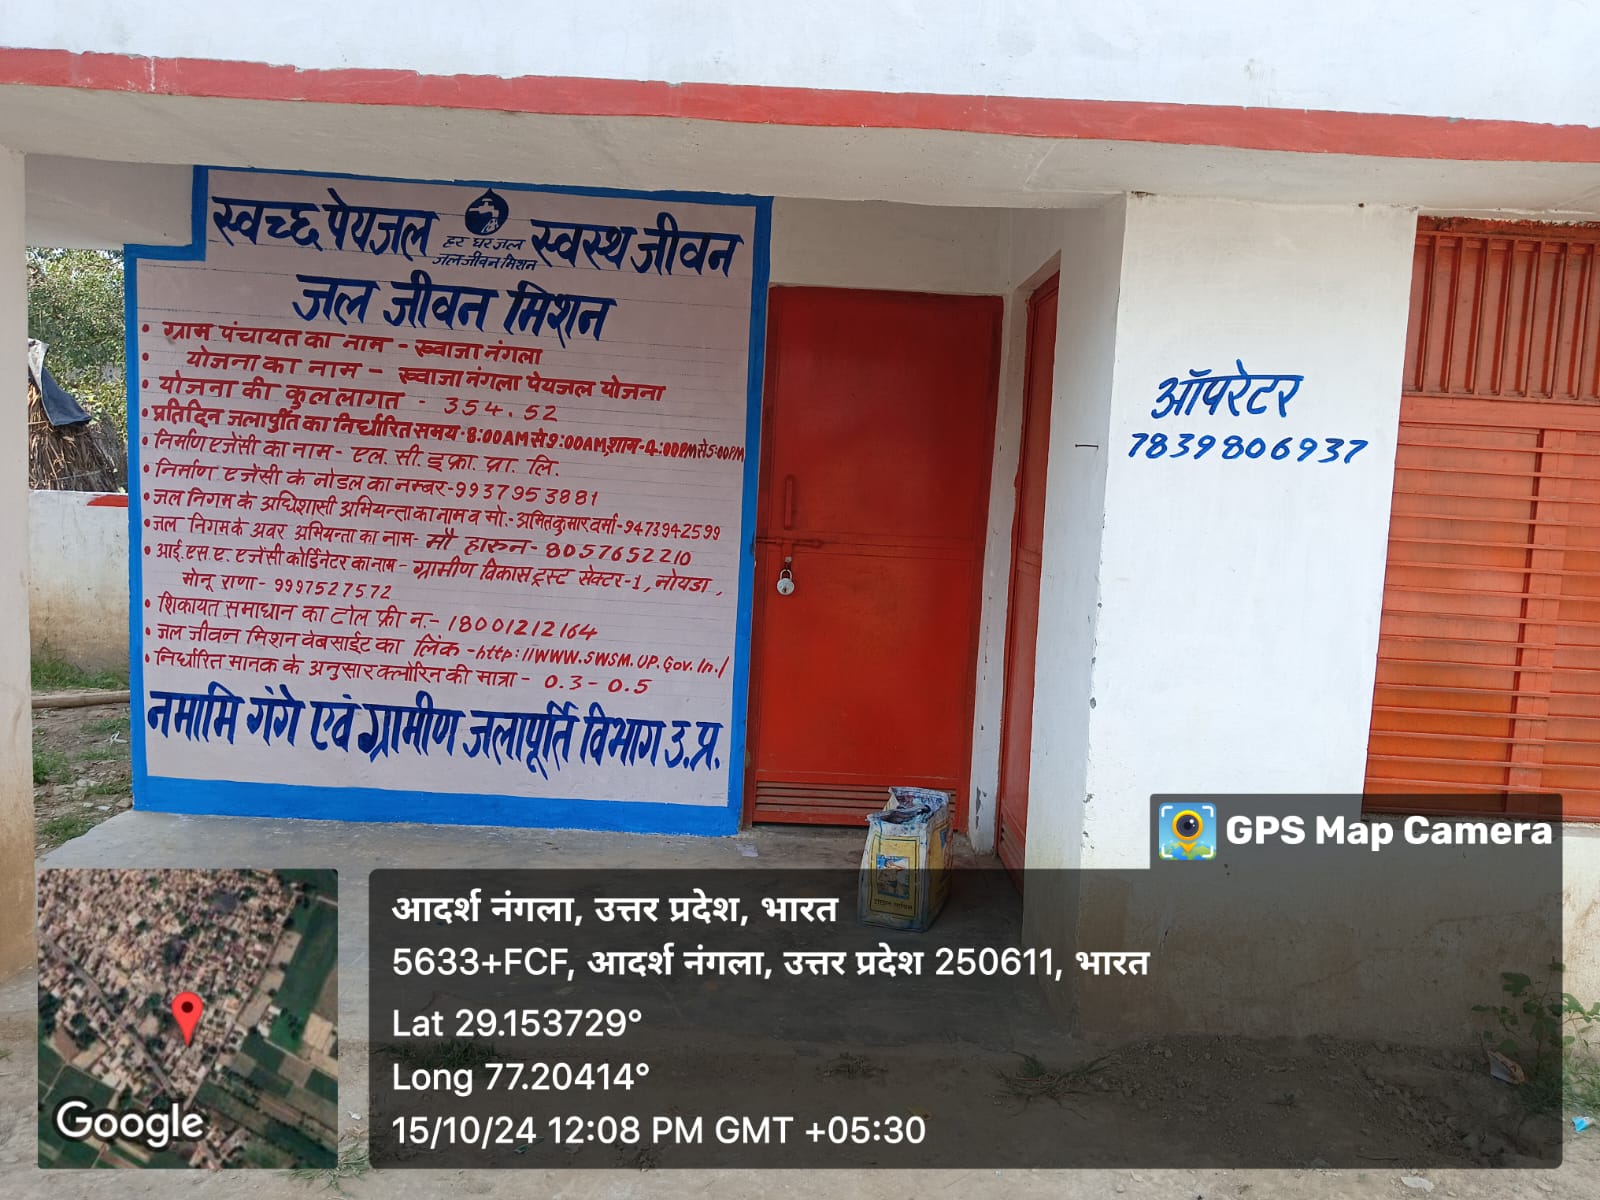 स्वच्छ पेयजल हर घर जल स्वस्थ जीवन
जल जीवन मिशन
जल जीवन मिशन
• ग्राम पंचायत का नाम - ख्वाजा नंगला
• योजना का नाम - ख्वाजा नंगला पेयजल योजना
• योजना की कुल लागत - 354.52
• प्रतिदिन जलापूर्ति का निर्धारित समय - 8:00AM से 9:00AM, शाम - 4:00PM से 5:00PM
• निर्माण एजेंसी का नाम - एल. सी. इफ्रा. प्रा. लि.
• निर्माण एजेंसी के नोडल का नम्बर - 9937953881
• जल निगम के अधिशासी अभियन्ता का नाम व मो.- अमित कुमार वर्मा - 9473942599
• जल निगम के अवर अभियन्ता का नाम - मौ हारुन - 8057652210
• आई.एस.ए. एजेंसी कोर्डिनेटर का नाम - ग्रामीण विकास ट्रस्ट सेक्टर-1, नोयडा,
मोनू राणा - 9997527572
• शिकायत समाधान का टोल फ्री न.- 18001212164
• जल जीवन मिशन वेबसाईट का लिंक - http://WWW.SWSM.UP.Gov.In./
• निर्धारित मानक के अनुसार क्लोरिन की मात्रा - 0.3 - 0.5
नमामि गंगे एवं ग्रामीण जलापूर्ति विभाग उ.प्र.
ऑपरेटर
7839806937
GPS Map Camera
आदर्श नंगला, उत्तर प्रदेश, भारत
5633+FCF, आदर्श नंगला, उत्तर प्रदेश 250611, भारत
Lat 29.153729°
Long 77.20414°
15/10/24 12:08 PM GMT +05:30
Google